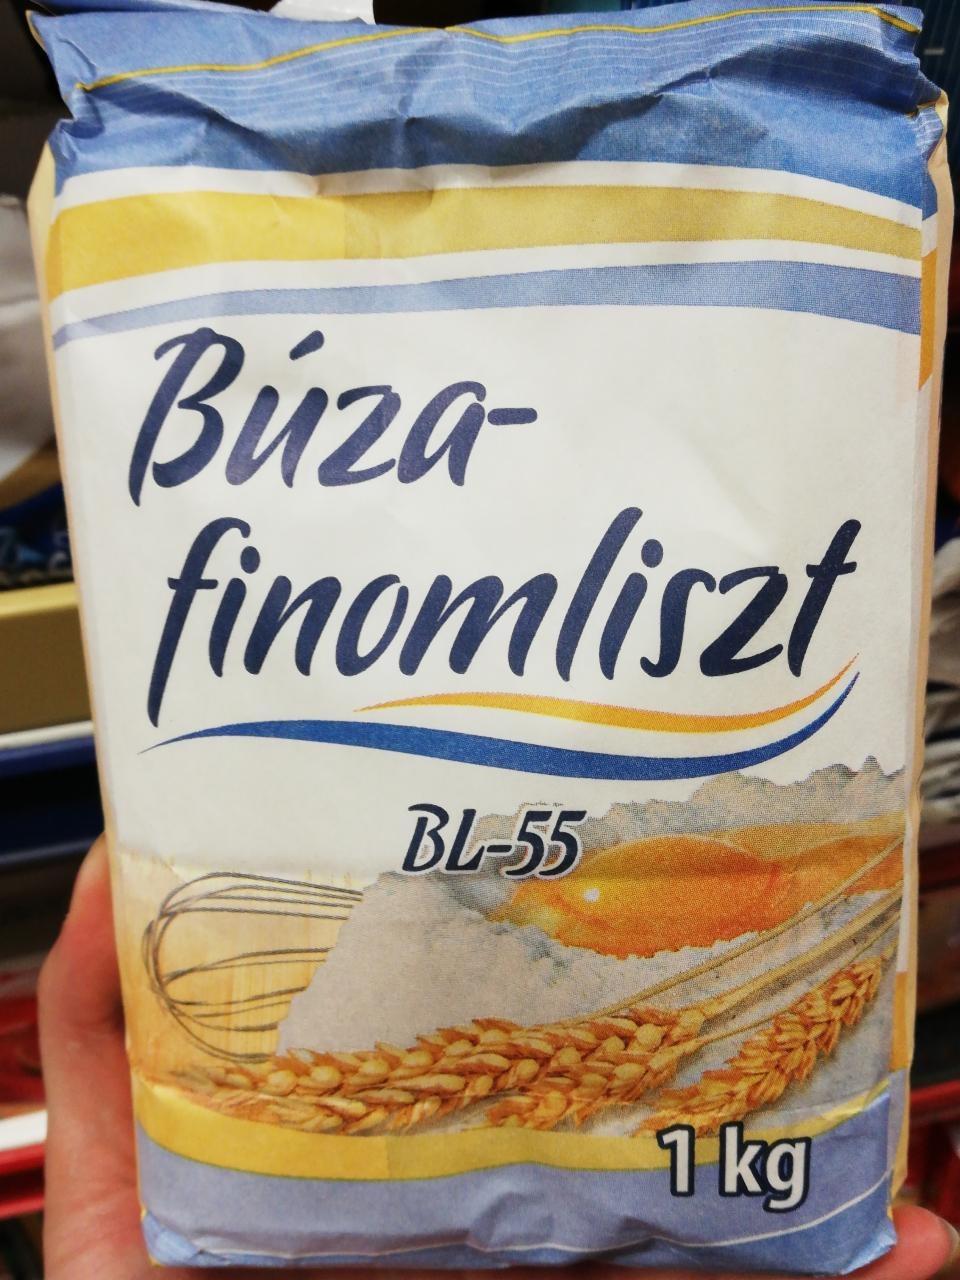 Búza-
finomliszt
BL-55
1 kg